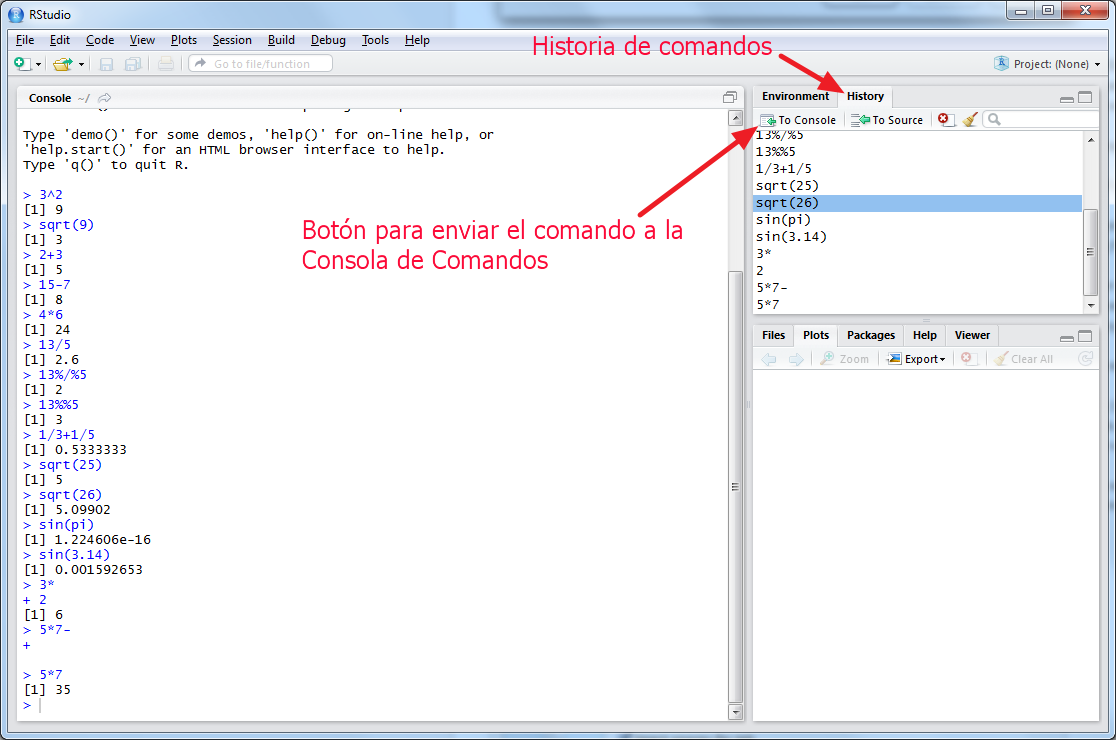 RStudio
File Edit Code View Plots Session Build Debug Tools Help
Go to file/function
Project: (None)
Historia de comandos
Console ~/
Type 'demo()' for some demos, 'help()' for on-line help, or
'help.start()' for an HTML browser interface to help.
Type 'q()' to quit R.
> 3^2
[1] 9
> sqrt(9)
[1] 3
> 2+3
[1] 5
> 15-7
[1] 8
> 4*6
[1] 24
> 13/5
[1] 2.6
> 13%/%5
[1] 2
> 13%%5
[1] 3
> 1/3+1/5
[1] 0.5333333
> sqrt(25)
[1] 5
> sqrt(26)
[1] 5.09902
> sin(pi)
[1] 1.224606e-16
> sin(3.14)
[1] 0.001592653
> 3*
+ 2
[1] 6
> 5*7-
+
> 5*7
[1] 35
>
Botón para enviar el comando a la
Consola de Comandos
Environment History
To Console To Source
13%/%5
13%%5
1/3+1/5
sqrt(25)
sqrt(26)
sin(pi)
sin(3.14)
3*
2
5*7-
5*7
Files Plots Packages Help Viewer
Zoom Export Clear All